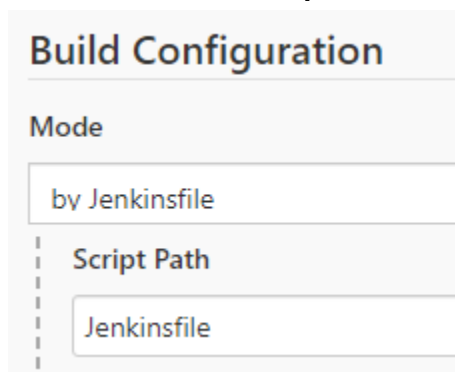 Build Configuration
Mode
by Jenkinsfile
Script Path
Jenkinsfile